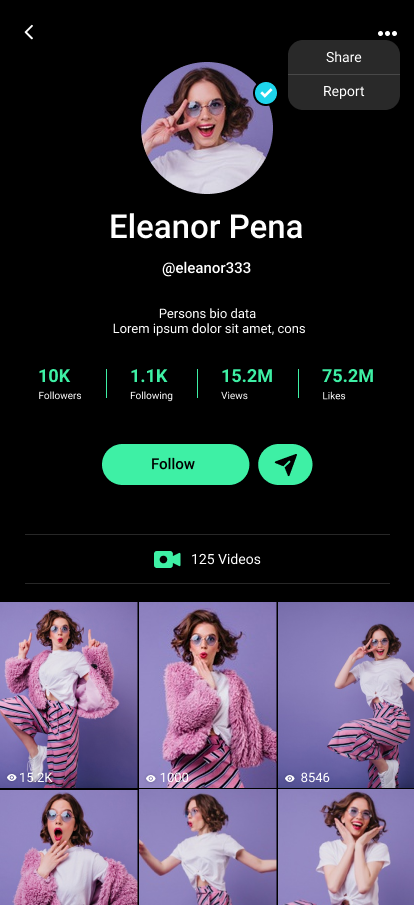 Share
Report
Eleanor Pena
@eleanor333
Persons bio data
Lorem ipsum dolor sit amet, cons
10K 1.1K 15.2M 75.2M
Followers Following Views Likes
Follow
125 Videos
15.2K 1000 8546